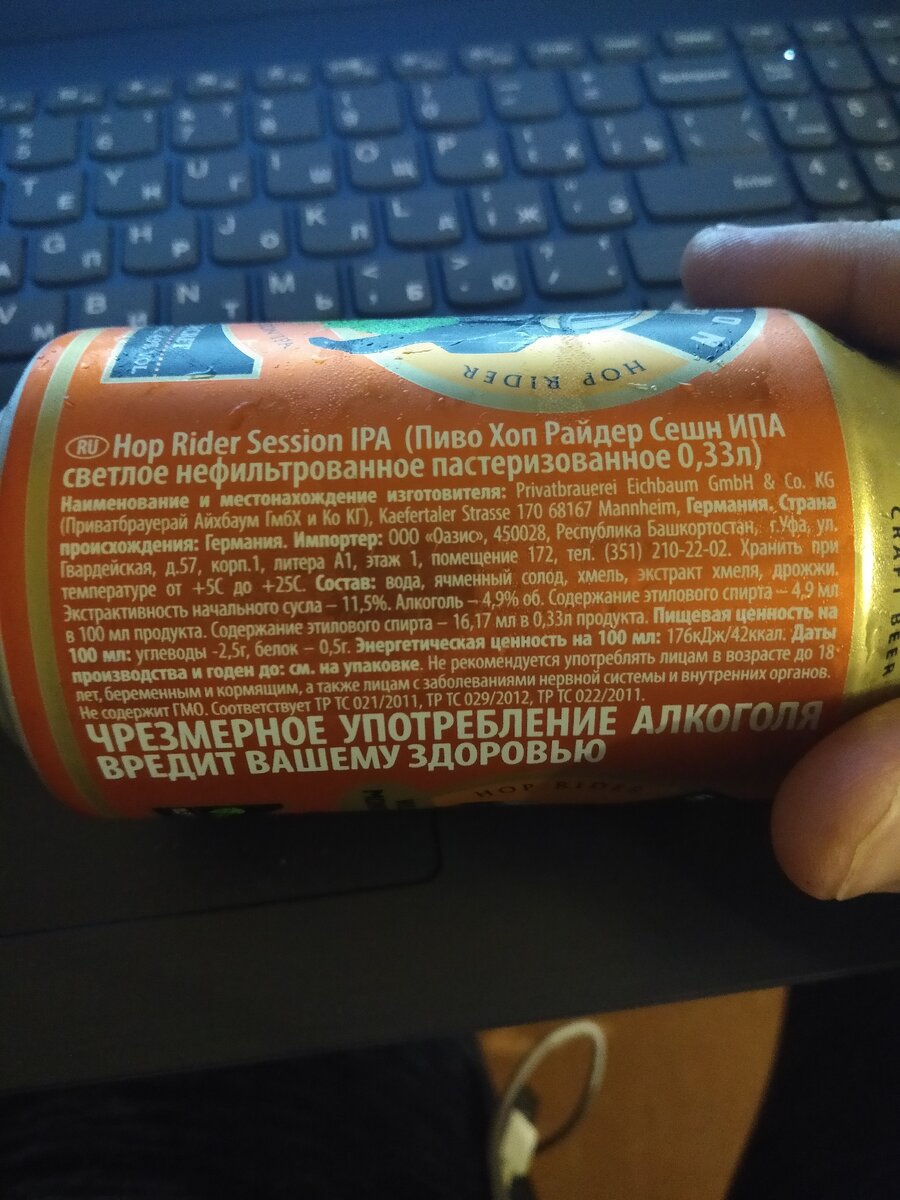 HOP RIDER
RU Hop Rider Session IPA (Пиво Хоп Райдер Сешн ИПА
светлое нефильтрованное пастеризованное 0,33л)
Наименование и местонахождение изготовителя: Privatbrauerei Eichbaum GmbH & Co. KG
(Приватбрауерай Айхбаум ГмбХ и Ко КГ), Kaefertaler Strasse 170 68167 Mannheim, Германия. Страна
происхождения: Германия. Импортер: ООО «Оазис», 450028, Республика Башкортостан, г.Уфа, ул.
Гвардейская, д.57, корп.1, литера А1, этаж 1, помещение 172, тел. (351) 210-22-02. Хранить при
температуре от +5С до +25С. Состав: вода, ячменный солод, хмель, экстракт хмеля, дрожжи.
Экстрактивность начального сусла – 11,5%. Алкоголь – 4,9% об. Содержание этилового спирта – 4,9 мл
в 100 мл продукта. Содержание этилового спирта – 16,17 мл в 0,33л продукта. Пищевая ценность на
100 мл: углеводы -2,5г, белок – 0,5г. Энергетическая ценность на 100 мл: 176кДж/42ккал. Даты
производства и годен до: см. на упаковке. Не рекомендуется употреблять лицам в возрасте до 18
лет, беременным и кормящим, а также лицам с заболеваниями нервной системы и внутренних органов.
Не содержит ГМО. Соответствует ТР ТС 021/2011, ТР ТС 029/2012, ТР ТС 022/2011.
ЧРЕЗМЕРНОЕ УПОТРЕБЛЕНИЕ АЛКОГОЛЯ
ВРЕДИТ ВАШЕМУ ЗДОРОВЬЮ
HOP RIDER
CRAFT BEER
Enter